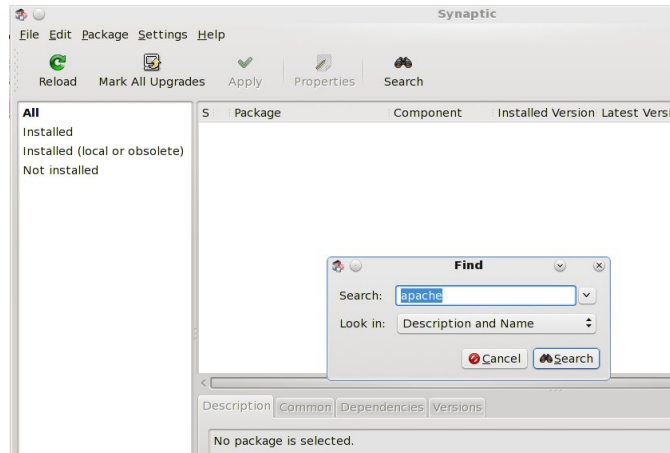 Synaptic
File Edit Package Settings Help
Reload Mark All Upgrades Apply Properties Search
All
Installed
Installed (local or obsolete)
Not installed
S Package Component Installed Version Latest Versi
Find
Search: apache
Look in: Description and Name
Cancel Search
Description Common Dependencies Versions
No package is selected.